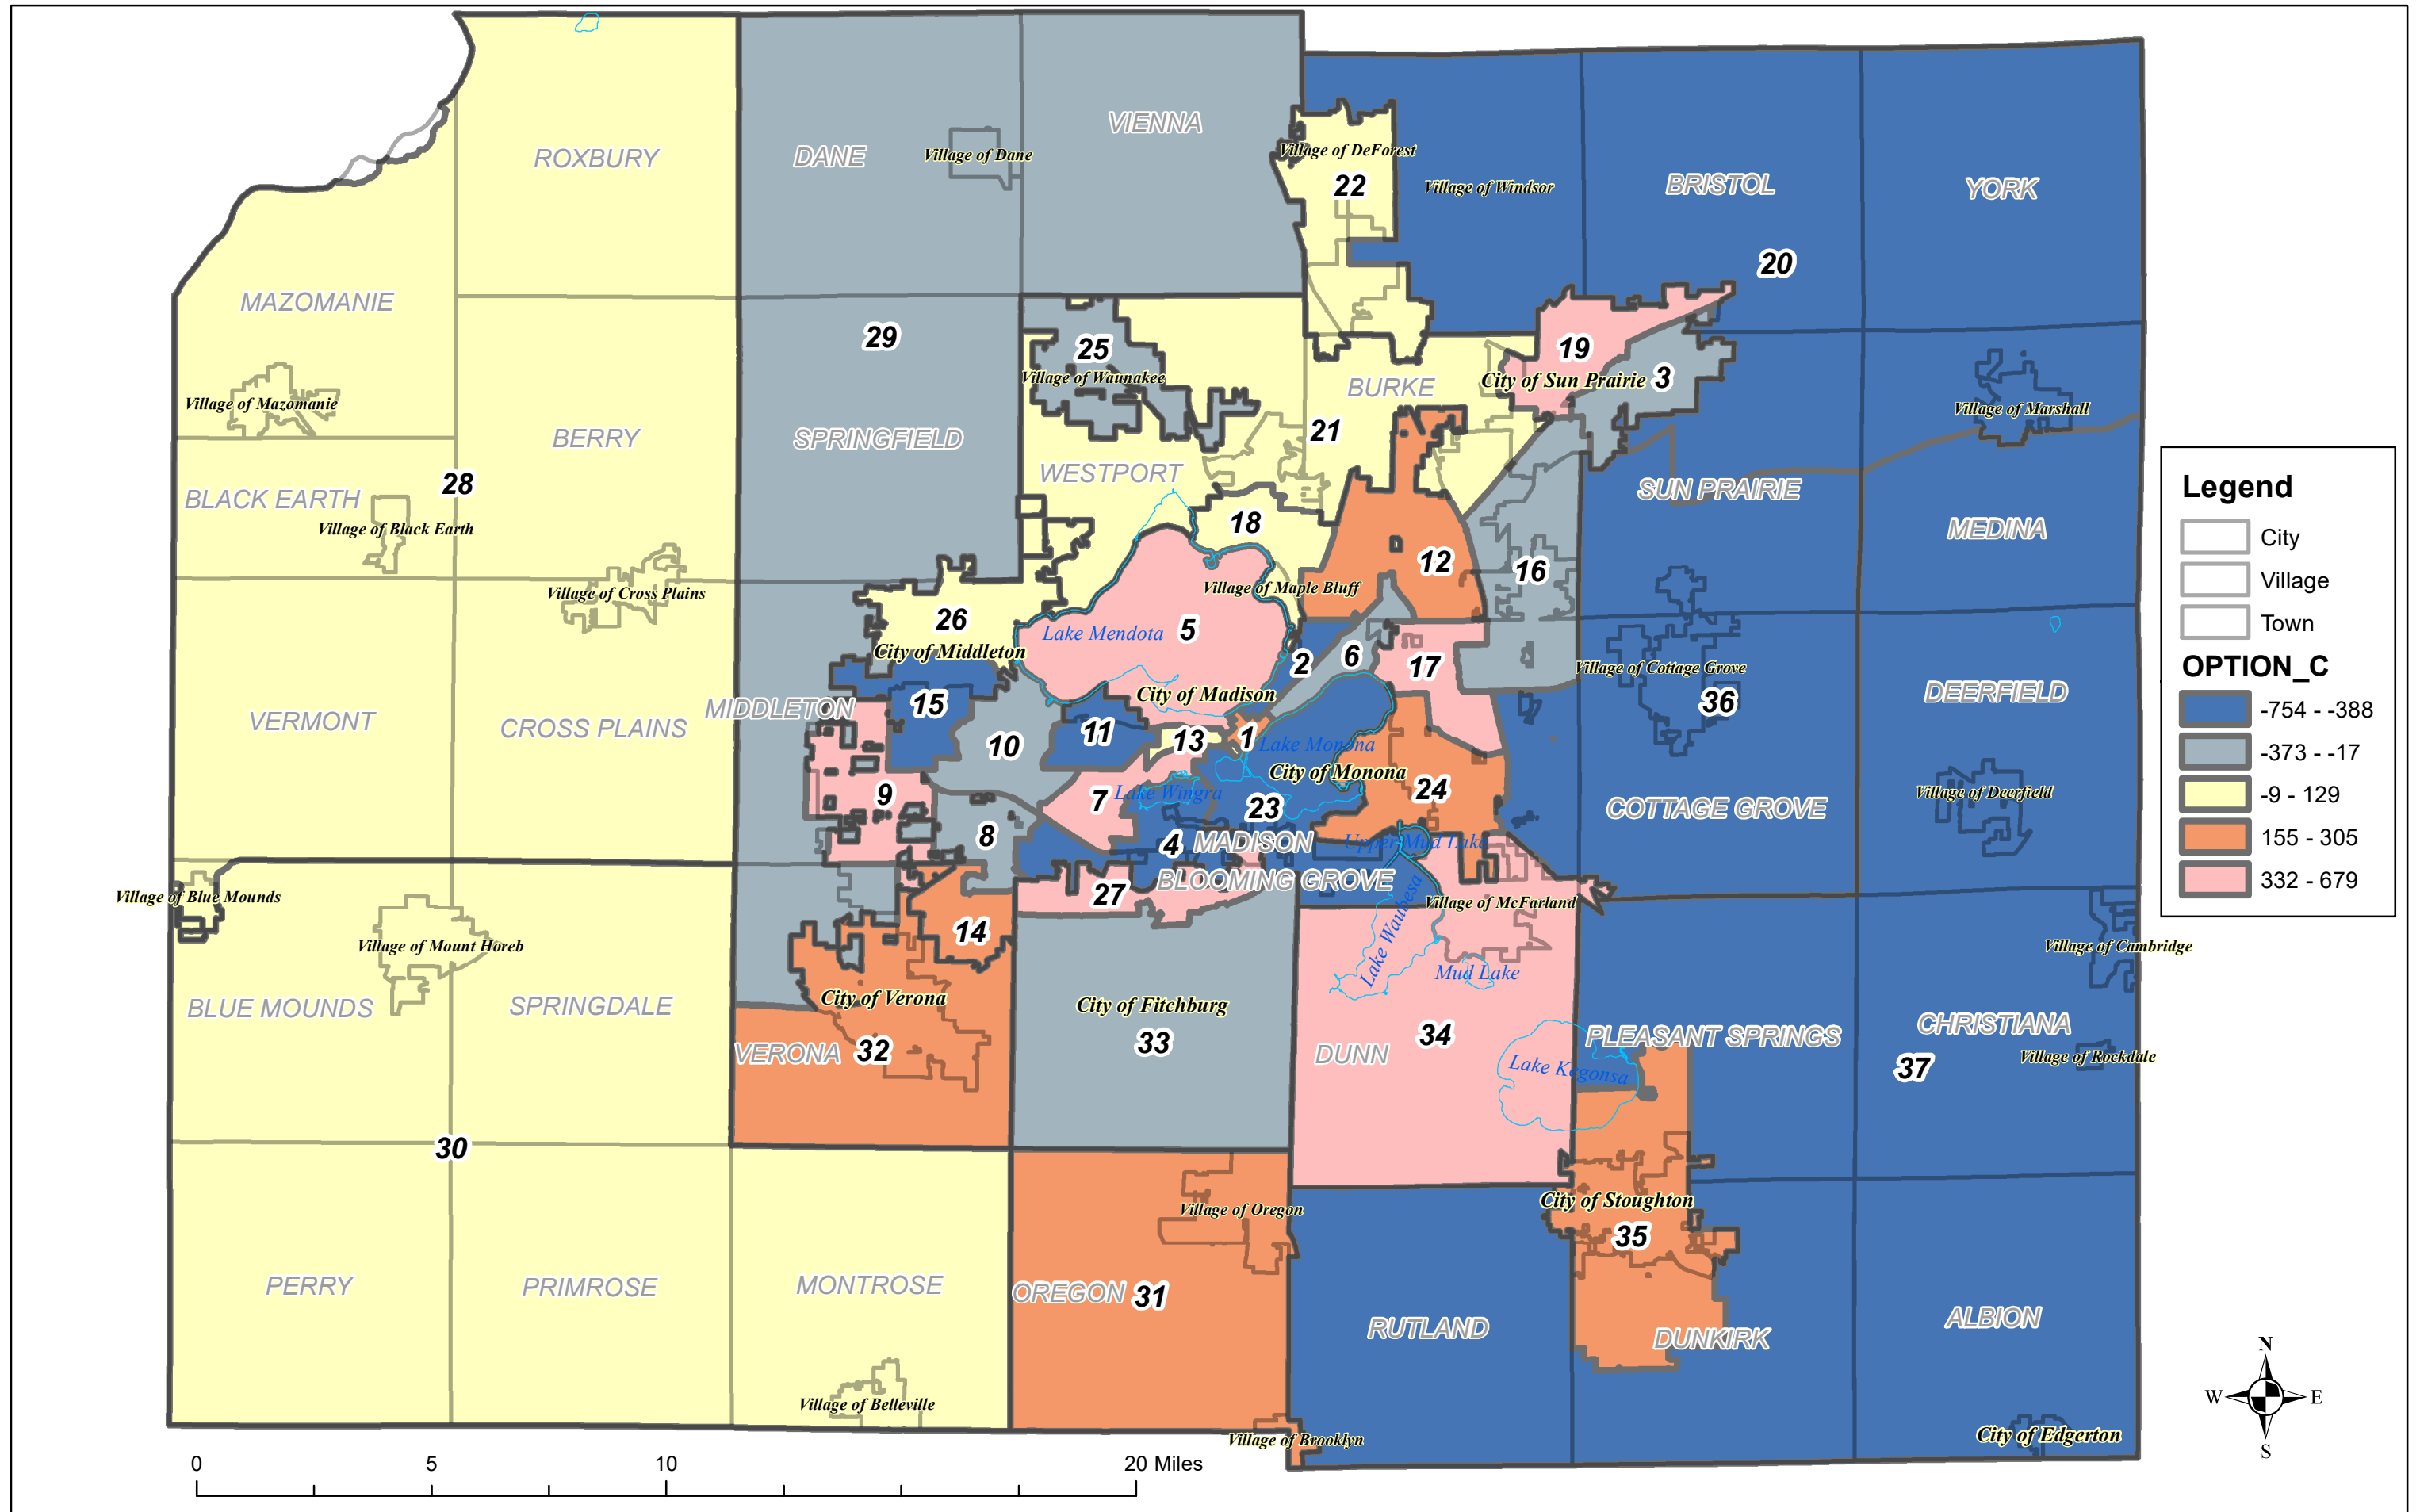 VIENNA
ROXBURY
DANE
Village of Dane
Village of DeForest
22
Village of Windsor
BRISTOL
YORK
20
MAZOMANIE
29
25
Village of Waunakee
19
City of Sun Prairie
3
BURKE
Village of Mazomanie
Village of Marshall
BERRY
SPRINGFIELD
21
WESTPORT
28
BLACK EARTH
Village of Black Earth
SUN PRAIRIE
MEDINA
18
12
16
Village of Cross Plains
Village of Maple Bluff
26
City of Middleton
Lake Mendota
5
2
6
17
Village of Cottage Grove
36
DEERFIELD
City of Madison
MIDDLETON
15
VERMONT
CROSS PLAINS
10
11
13
1
Lake Monona
City of Monona
9
7
Lake Wingra
23
24
COTTAGE GROVE
Village of Deerfield
8
4
MADISON
Upper Mud Lake
BLOOMING GROVE
27
Village of Blue Mounds
Village of McFarland
Lake Waubesa
14
Village of Mount Horeb
Village of Cambridge
Mud Lake
BLUE MOUNDS
SPRINGDALE
City of Verona
City of Fitchburg
VERONA
32
33
DUNN
34
PLEASANT SPRINGS
CHRISTIANA
Village of Rockdale
Lake Kegonsa
37
30
City of Stoughton
35
Village of Oregon
PERRY
PRIMROSE
MONTROSE
OREGON
31
RUTLAND
DUNKIRK
ALBION
Village of Belleville
Village of Brooklyn
City of Edgerton
Legend
City
Village
Town
OPTION_C
-754 - -388
-373 - -17
-9 - 129
155 - 305
332 - 679
N
W
E
S
0
5
10
20 Miles